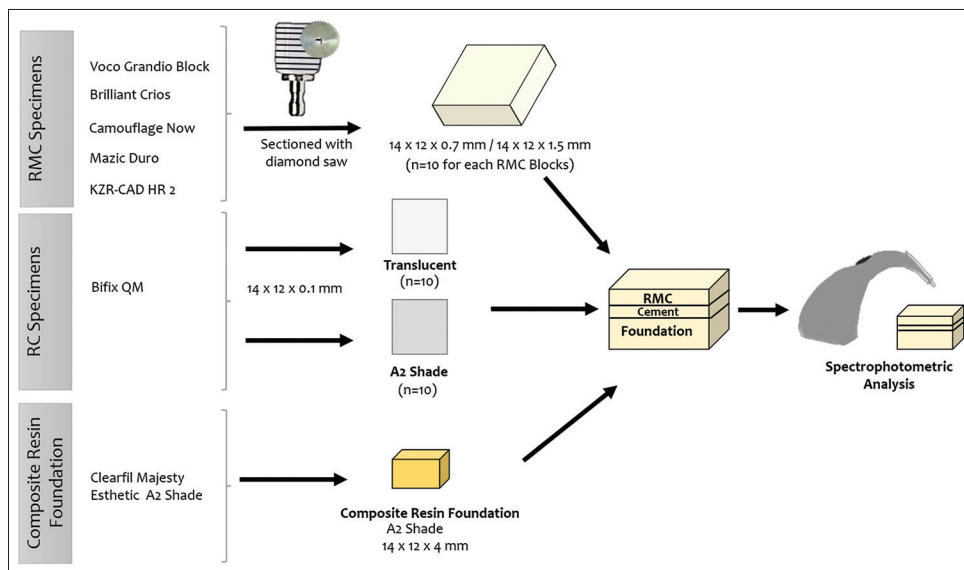 RMC Specimens
Voco Grandio Block
Brilliant Crios
Camouflage Now
Mazic Duro
KZR-CAD HR 2
Sectioned with
diamond saw
14 x 12 x 0.7 mm / 14 x 12 x 1.5 mm
(n=10 for each RMC Blocks)
RC Specimens
Bifix QM
14 x 12 x 0.1 mm
Translucent
(n=10)
A2 Shade
(n=10)
RMC
Cement
Foundation
Spectrophotometric
Analysis
Composite Resin
Foundation
Clearfil Majesty
Esthetic A2 Shade
Composite Resin Foundation
A2 Shade
14 x 12 x 4 mm